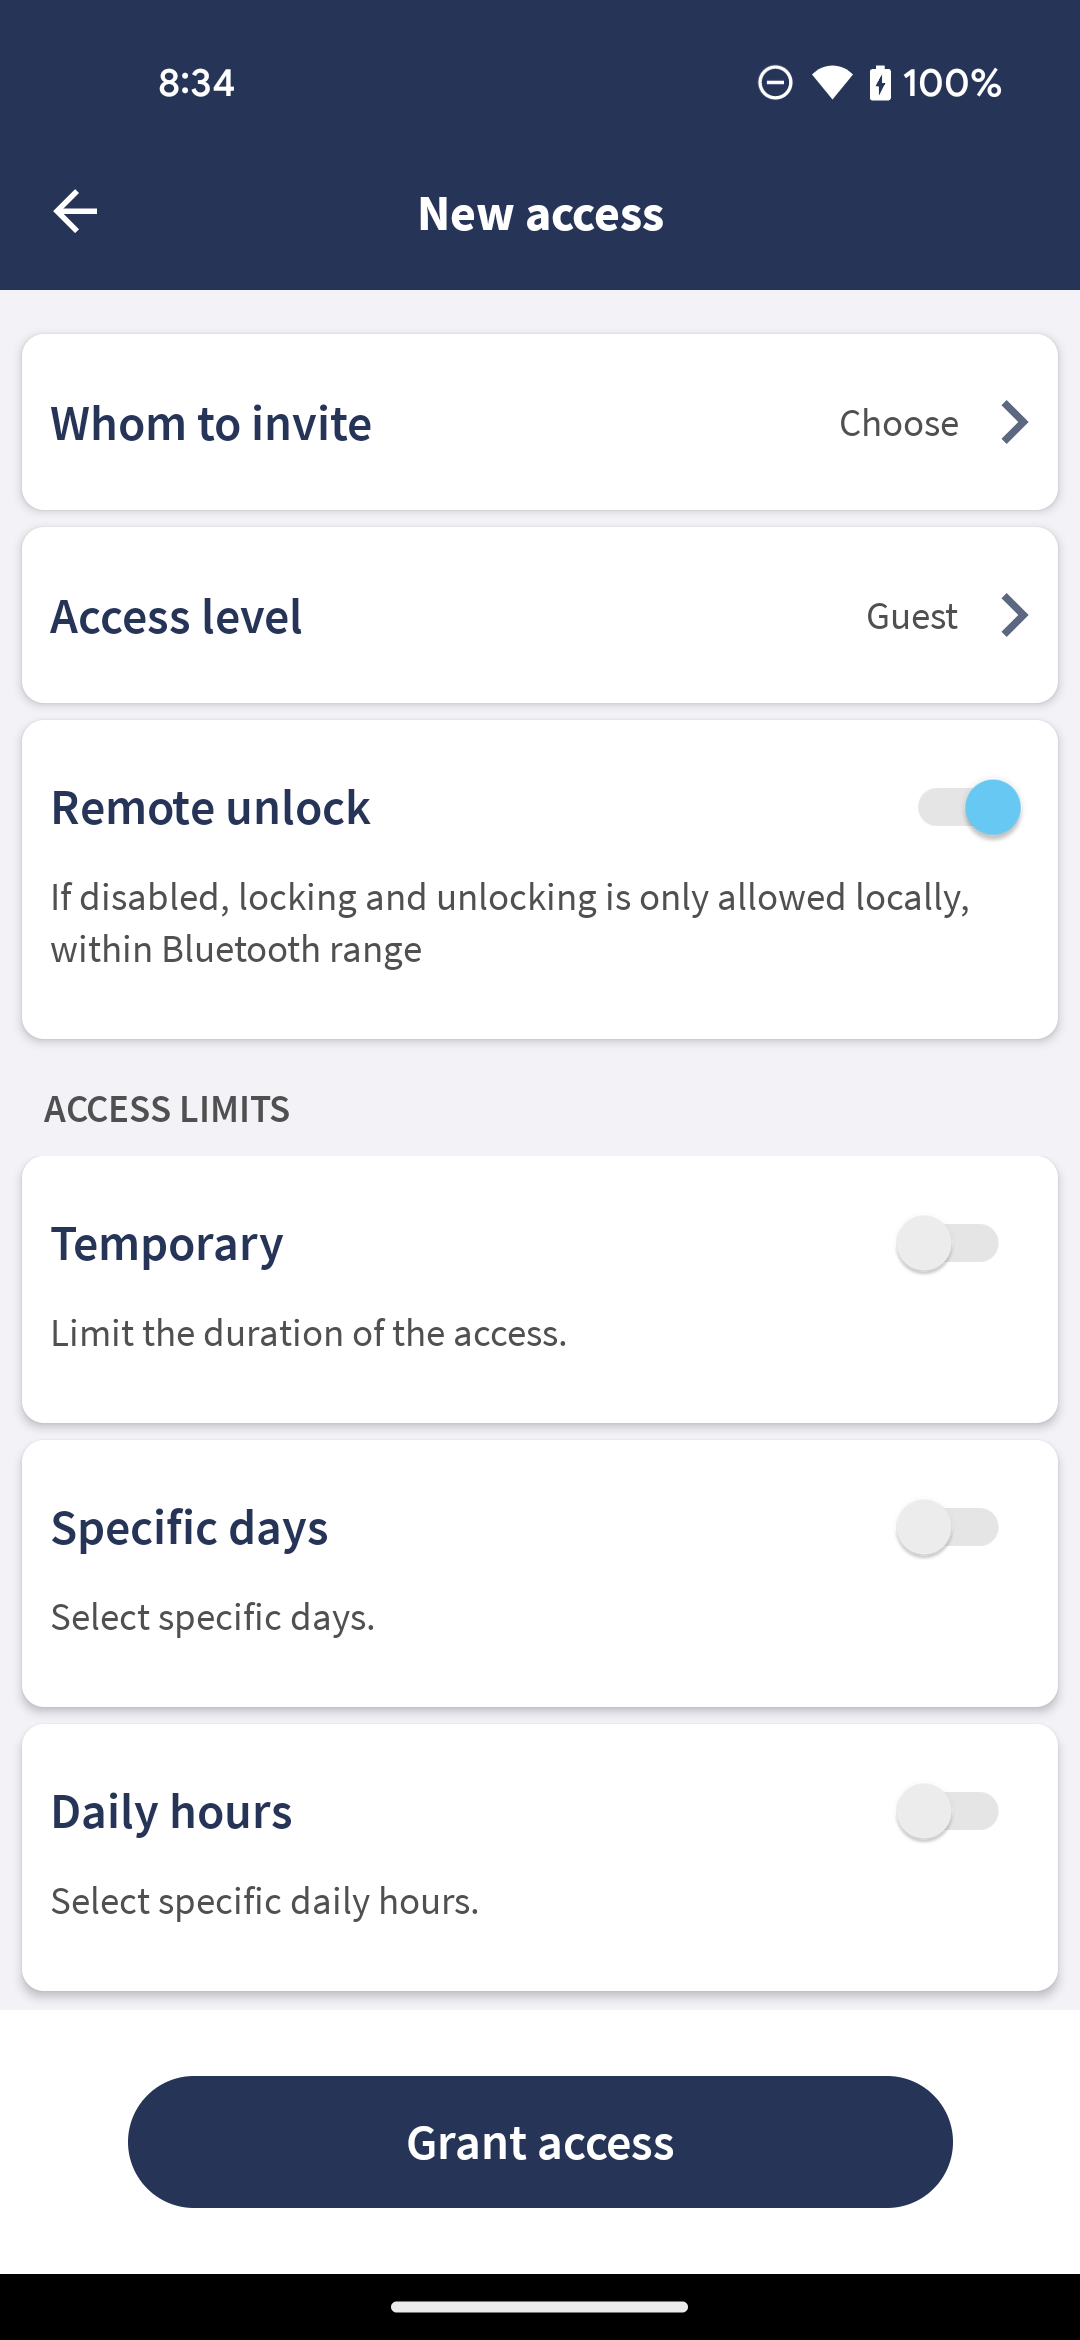 8:34
100%
New access
Whom to invite
Choose
Access level
Guest
Remote unlock
If disabled, locking and unlocking is only allowed locally,
within Bluetooth range
ACCESS LIMITS
Temporary
Limit the duration of the access.
Specific days
Select specific days.
Daily hours
Select specific daily hours.
Grant access